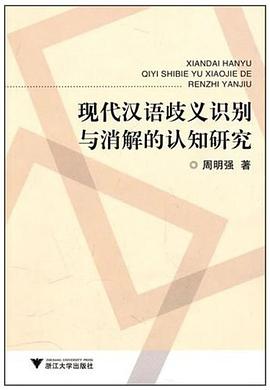 XIANDAI HANYU
QIYI SHIBIE YU XIAOJIE DE
RENZHI YANJIU
现代汉语歧义识别
与消解的认知研究
◎ 周明强 著
ZHEJIANG UNIVERSITY PRESS
浙江大学出版社